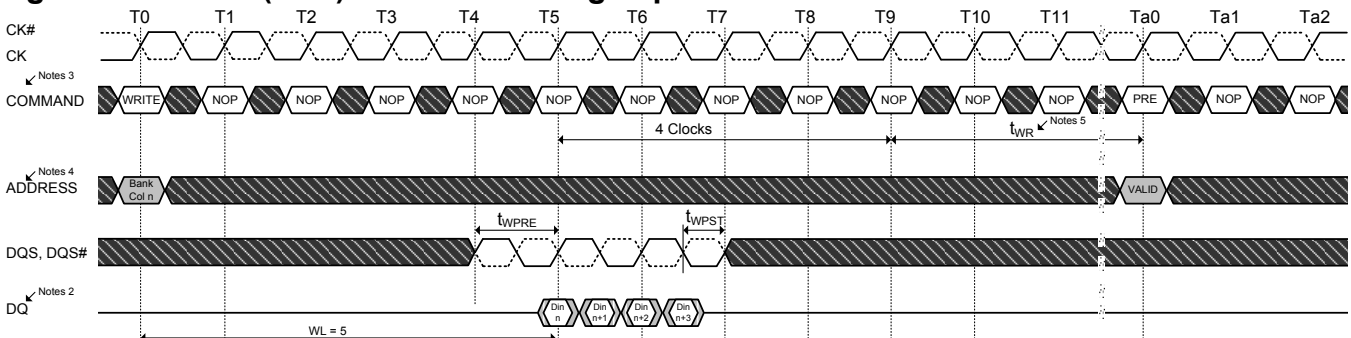 T0 T1 T2 T3 T4 T5 T6 T7 T8 T9 T10 T11 Ta0 Ta1 Ta2
CK#
CK
Notes 3
COMMAND WRITE NOP NOP NOP NOP NOP NOP NOP NOP NOP NOP NOP PRE NOP NOP
4 Clocks tWR Notes 5
Notes 4
ADDRESS Bank Col n VALID
tWPRE tWPST
DQS, DQS#
Notes 2
DQ Din n Din n+1 Din n+2 Din n+3
WL = 5